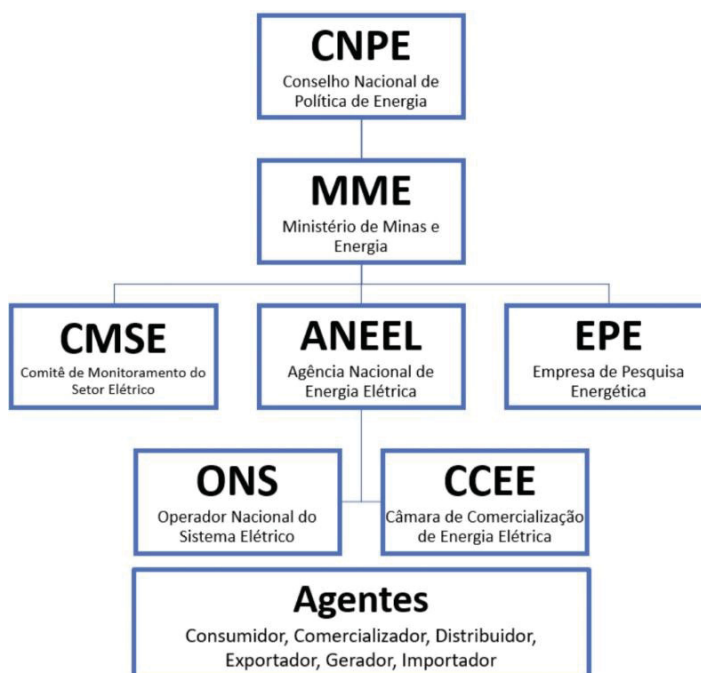 CNPE
Conselho Nacional de
Política de Energia
MME
Ministério de Minas e
Energia
CMSE
Comitê de Monitoramento do
Setor Elétrico
ANEEL
Agência Nacional de
Energia Elétrica
EPE
Empresa de Pesquisa
Energética
ONS
Operador Nacional do
Sistema Elétrico
CCEE
Câmara de Comercialização
de Energia Elétrica
Agentes
Consumidor, Comercializador, Distribuidor,
Exportador, Gerador, Importador